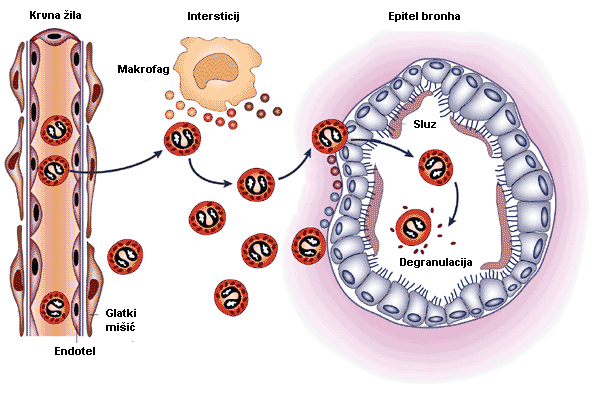 Krvna žila
Intersticij
Epitel bronha
Makrofag
Sluz
Degranulacija
Glatki
mišić
Endotel